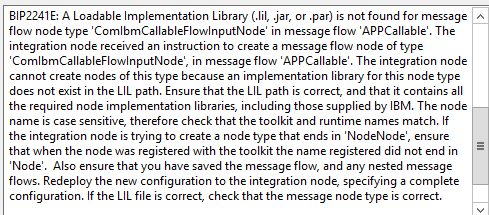 BIP2241E: A Loadable Implementation Library (.lil, .jar, or .par) is not found for message
flow node type 'ComIbmCallableFlowInputNode' in message flow 'APPCallable'. The
integration node received an instruction to create a message flow node of type
'ComIbmCallableFlowInputNode', in message flow 'APPCallable'. The integration node
cannot create nodes of this type because an implementation library for this node type
does not exist in the LIL path. Ensure that the LIL path is correct, and that it contains all
the required node implementation libraries, including those supplied by IBM. The node
name is case sensitive, therefore check that the toolkit and runtime names match. If
the integration node is trying to create a node type that ends in 'NodeNode', ensure
that when the node was registered with the toolkit the name registered did not end in
'Node'.  Also ensure that you have saved the message flow, and any nested message
flows. Redeploy the new configuration to the integration node, specifying a complete
configuration. If the LIL file is correct, check that the message node type is correct.